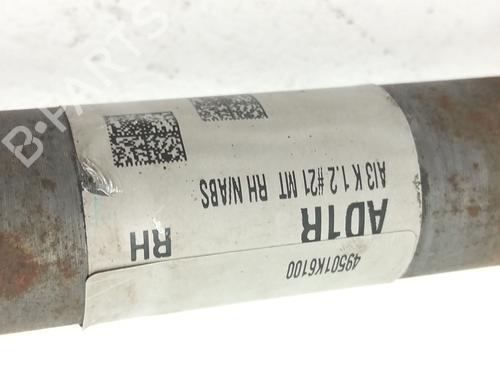 AI3 K 1.2 #21 MT RH N/ABS
AD1R
RH
49501K6100
B-PARTS